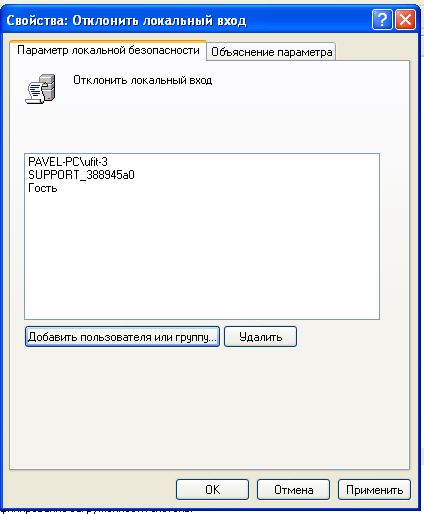 Свойства: Отклонить локальный вход
Параметр локальной безопасности
Объяснение параметра
Отклонить локальный вход
PAVEL-PC\ufit-3
SUPPORT_388945a0
Гость
Добавить пользователя или группу...
Удалить
OK
Отмена
Применить